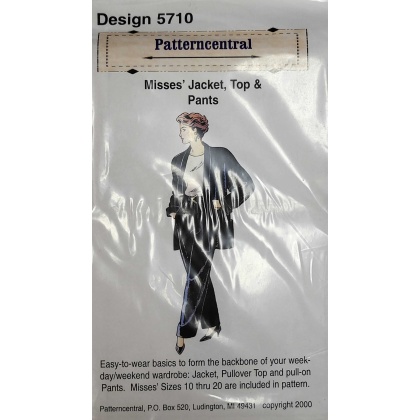 Design 5710
Patterncentral
Misses' Jacket, Top &
Pants
Easy-to-wear basics to form the backbone of your week-
day/weekend wardrobe: Jacket, Pullover Top and pull-on
Pants. Misses' Sizes 10 thru 20 are included in pattern.
Patterncentral, P.O. Box 520, Ludington, MI 49431 copyright 2000